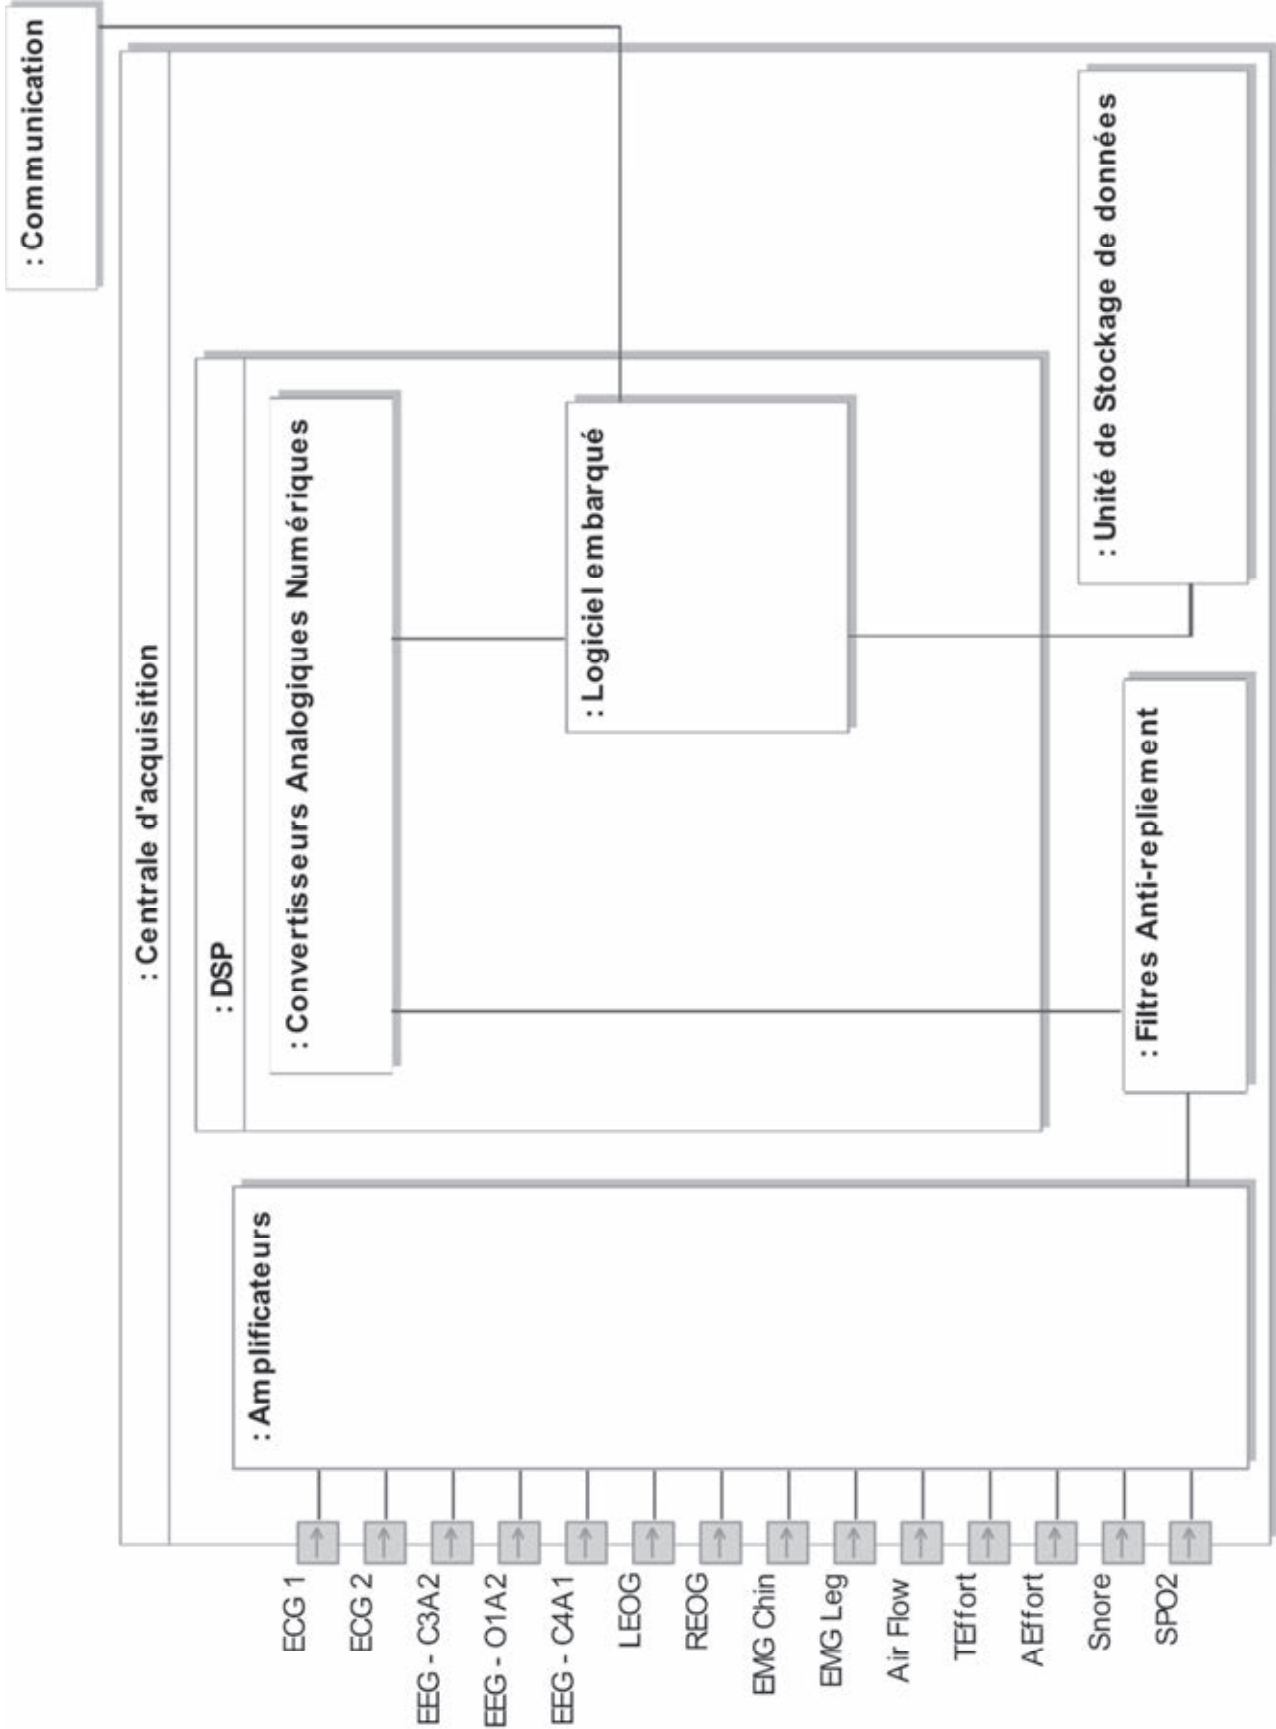 : Communication
: Centrale d'acquisition
: DSP
: Convertisseurs Analogiques Numériques
: Logiciel embarqué
: Unité de Stockage de données
: Filtres Anti-repliement
: Amplificateurs
ECG 1
ECG 2
EEG - C3A2
EEG - O1A2
EEG - C4A1
LEOG
REOG
EMG Chin
EMG Leg
Air Flow
TEffort
AEffort
Snore
SPO2